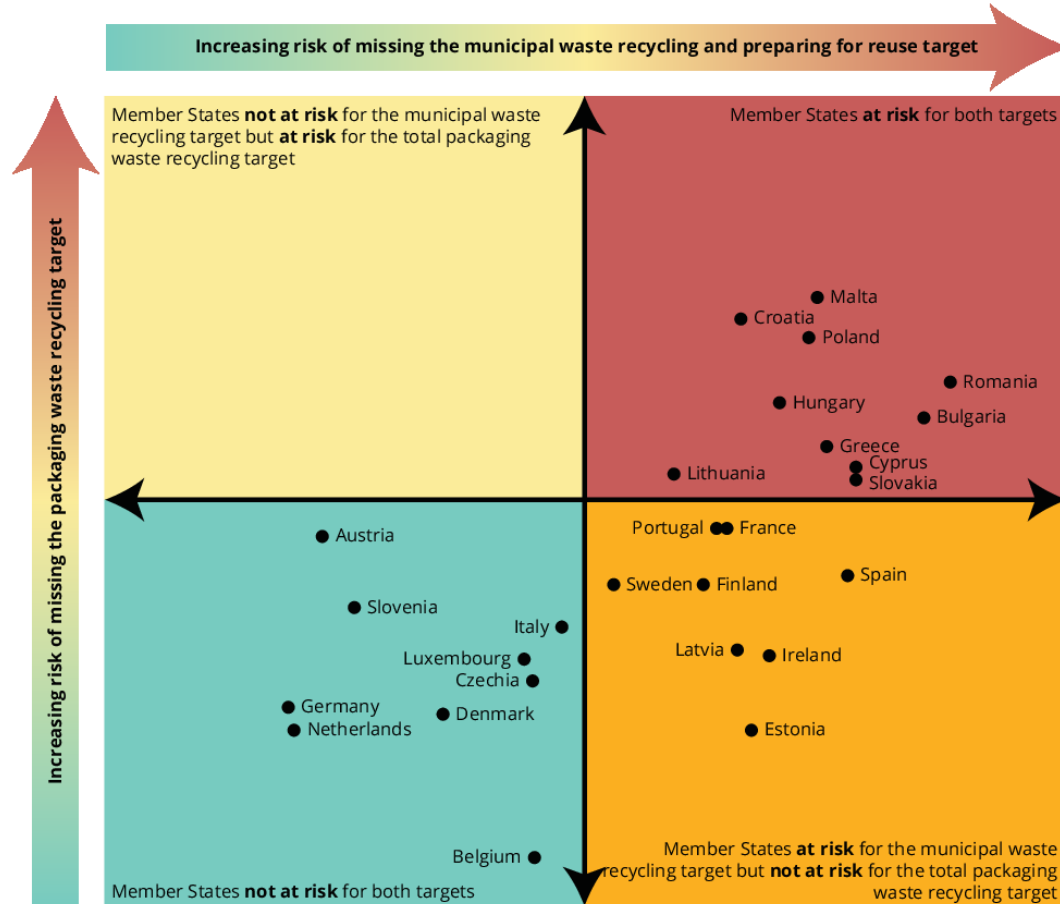 Increasing risk of missing the municipal waste recycling and preparing for reuse target
Increasing risk of missing the packaging waste recycling target
Member States not at risk for the municipal waste
recycling target but at risk for the total packaging
waste recycling target
Member States at risk for both targets
Malta
Croatia
Poland
Romania
Hungary
Bulgaria
Greece
Cyprus
Lithuania
Slovakia
Austria
Slovenia
Italy
Luxembourg
Czechia
Germany
Denmark
Netherlands
Belgium
Member States not at risk for both targets
Portugal
France
Spain
Sweden
Finland
Latvia
Ireland
Estonia
Member States at risk for the municipal waste
recycling target but not at risk for the total packaging
waste recycling target